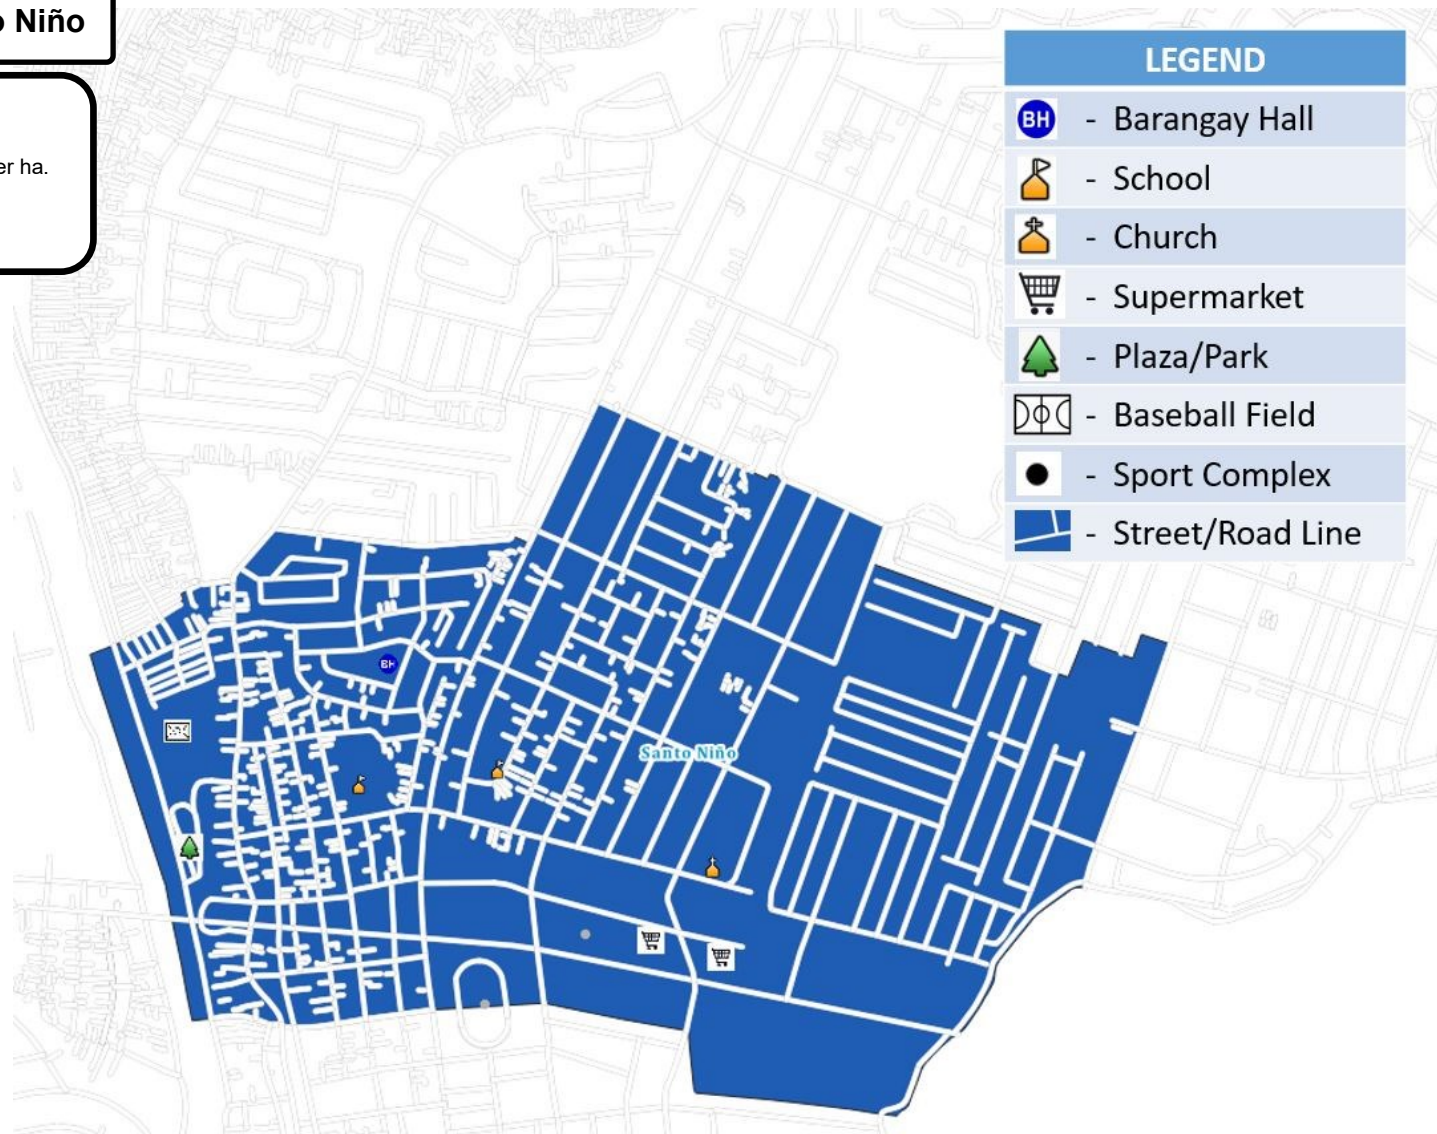 Niño
er ha.
LEGEND
BH - Barangay Hall
- School
- Church
- Supermarket
- Plaza/Park
- Baseball Field
- Sport Complex
- Street/Road Line
BH
Santo Niño